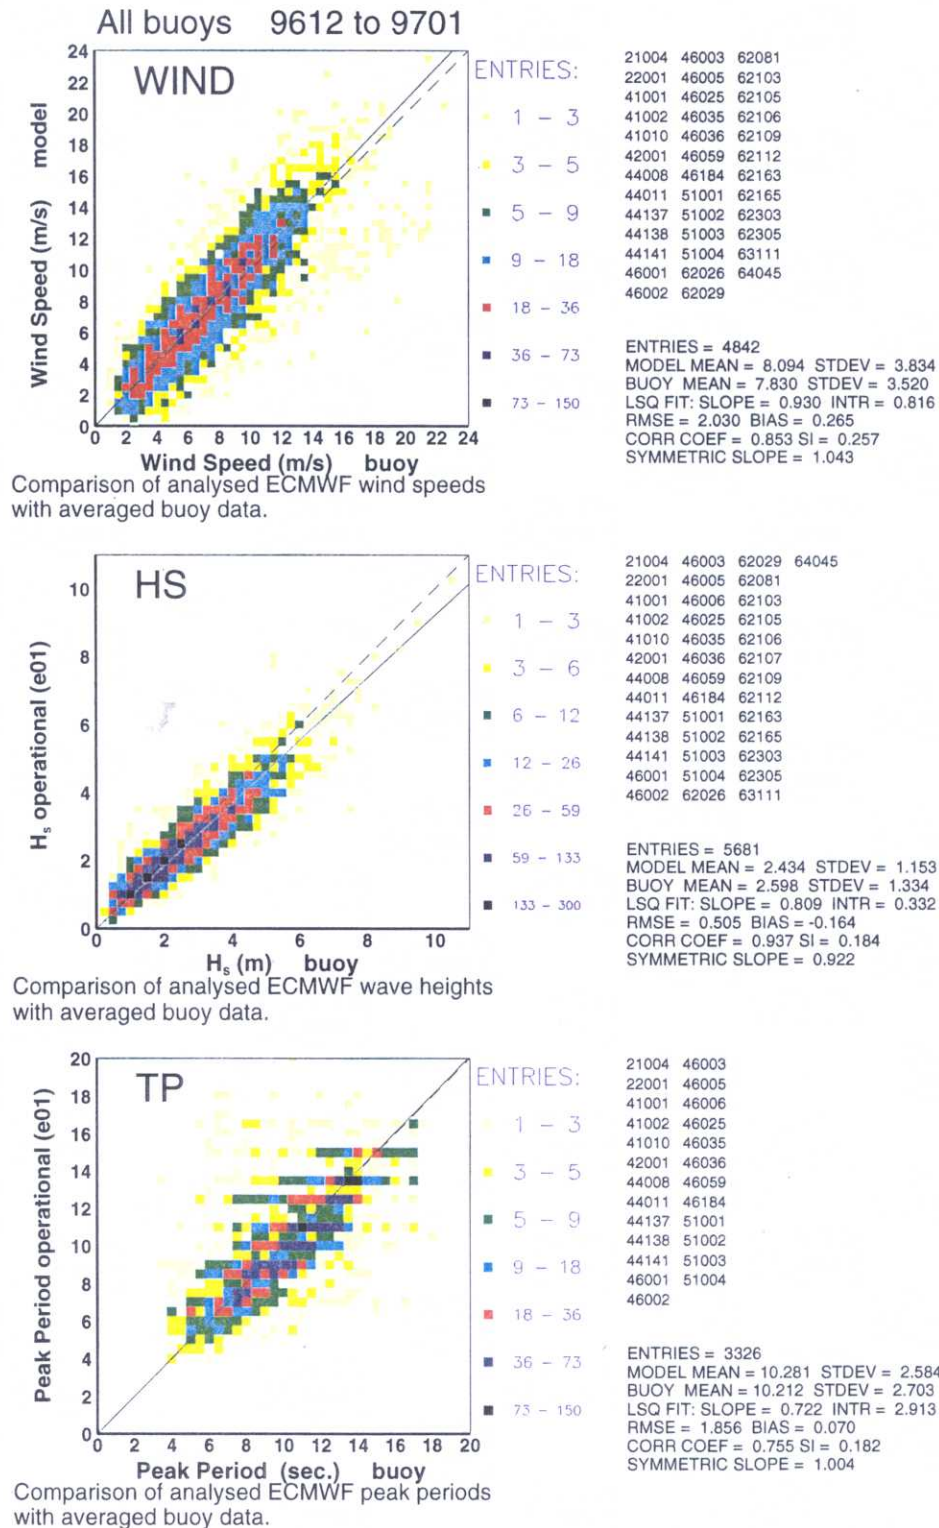 All buoys 9612 to 9701
24
22
20
18
16
14
12
10
8
6
4
2
0
Wind Speed (m/s) model
WIND
0 2 4 6 8 10 12 14 16 18 20 22 24
Wind Speed (m/s) buoy
ENTRIES:
1 – 3
3 – 5
5 – 9
9 – 18
18 – 36
36 – 73
73 – 150
21004 46003 62081
22001 46005 62103
41001 46025 62105
41002 46035 62106
41010 46036 62109
42001 46059 62112
44008 46184 62163
44011 51001 62165
44137 51002 62303
44138 51003 62305
44141 51004 63111
46001 62026 64045
46002 62029
ENTRIES = 4842
MODEL MEAN = 8.094 STDEV = 3.834
BUOY MEAN = 7.830 STDEV = 3.520
LSQ FIT: SLOPE = 0.930 INTR = 0.816
RMSE = 2.030 BIAS = 0.265
CORR COEF = 0.853 SI = 0.257
SYMMETRIC SLOPE = 1.043
Comparison of analysed ECMWF wind speeds
with averaged buoy data.
10
8
6
4
2
0
Hs operational (e01)
HS
0 2 4 6 8 10
Hs (m) buoy
ENTRIES:
1 – 3
3 – 6
6 – 12
12 – 26
26 – 59
59 – 133
133 – 300
21004 46003 62029 64045
22001 46005 62081
41001 46006 62103
41002 46025 62105
41010 46035 62106
42001 46036 62107
44008 46059 62109
44011 46184 62112
44137 51001 62163
44138 51002 62165
44141 51003 62303
46001 51004 62305
46002 62026 63111
ENTRIES = 5681
MODEL MEAN = 2.434 STDEV = 1.153
BUOY MEAN = 2.598 STDEV = 1.334
LSQ FIT: SLOPE = 0.809 INTR = 0.332
RMSE = 0.505 BIAS = -0.164
CORR COEF = 0.937 SI = 0.184
SYMMETRIC SLOPE = 0.922
Comparison of analysed ECMWF wave heights
with averaged buoy data.
20
18
16
14
12
10
8
6
4
2
0
Peak Period operational (e01)
TP
0 2 4 6 8 10 12 14 16 18 20
Peak Period (sec.) buoy
ENTRIES:
1 – 3
3 – 5
5 – 9
9 – 18
18 – 36
36 – 73
73 – 150
21004 46003
22001 46005
41001 46006
41002 46025
41010 46035
42001 46036
44008 46059
44011 46184
44137 51001
44138 51002
44141 51003
46001 51004
46002
ENTRIES = 3326
MODEL MEAN = 10.281 STDEV = 2.584
BUOY MEAN = 10.212 STDEV = 2.703
LSQ FIT: SLOPE = 0.722 INTR = 2.913
RMSE = 1.856 BIAS = 0.070
CORR COEF = 0.755 SI = 0.182
SYMMETRIC SLOPE = 1.004
Comparison of analysed ECMWF peak periods
with averaged buoy data.